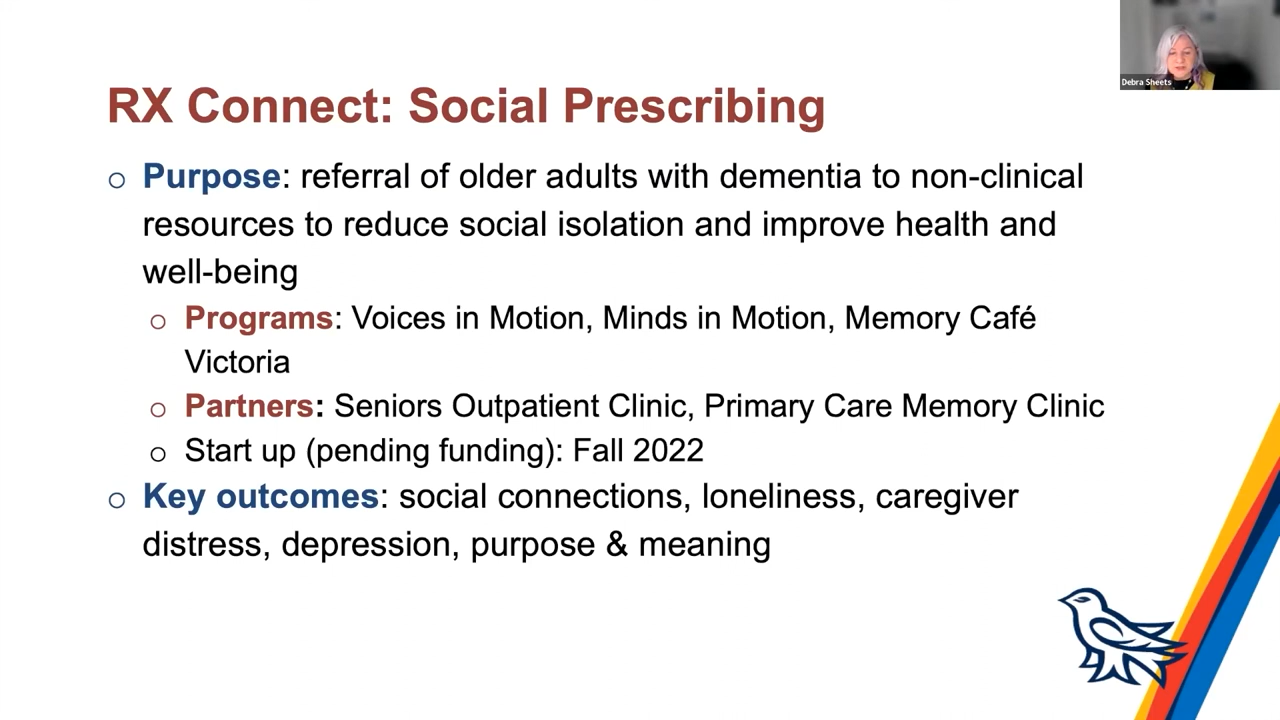 Debra Sheets
RX Connect: Social Prescribing
o Purpose: referral of older adults with dementia to non-clinical
resources to reduce social isolation and improve health and
well-being
o Programs: Voices in Motion, Minds in Motion, Memory Café
Victoria
o Partners: Seniors Outpatient Clinic, Primary Care Memory Clinic
o Start up (pending funding): Fall 2022
o Key outcomes: social connections, loneliness, caregiver
distress, depression, purpose & meaning